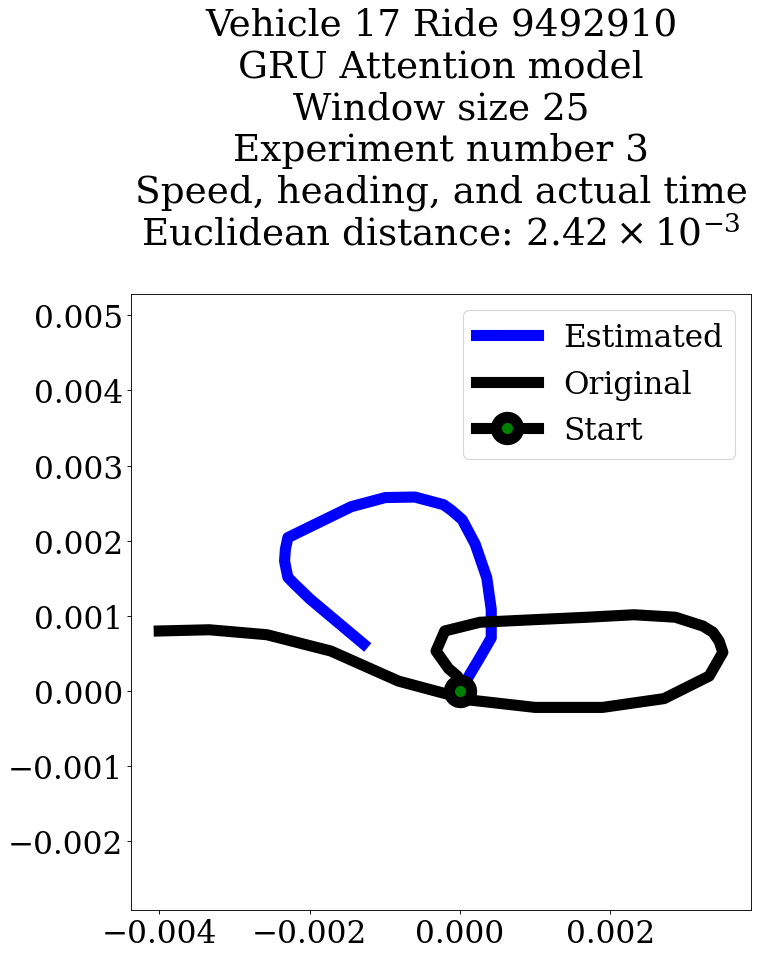 Vehicle 17 Ride 9492910
GRU Attention model
Window size 25
Experiment number 3
Speed, heading, and actual time
Euclidean distance: 2.42 × 10⁻³
Estimated
Original
Start
0.005
0.004
0.003
0.002
0.001
0.000
−0.001
−0.002
−0.004 −0.002 0.000 0.002